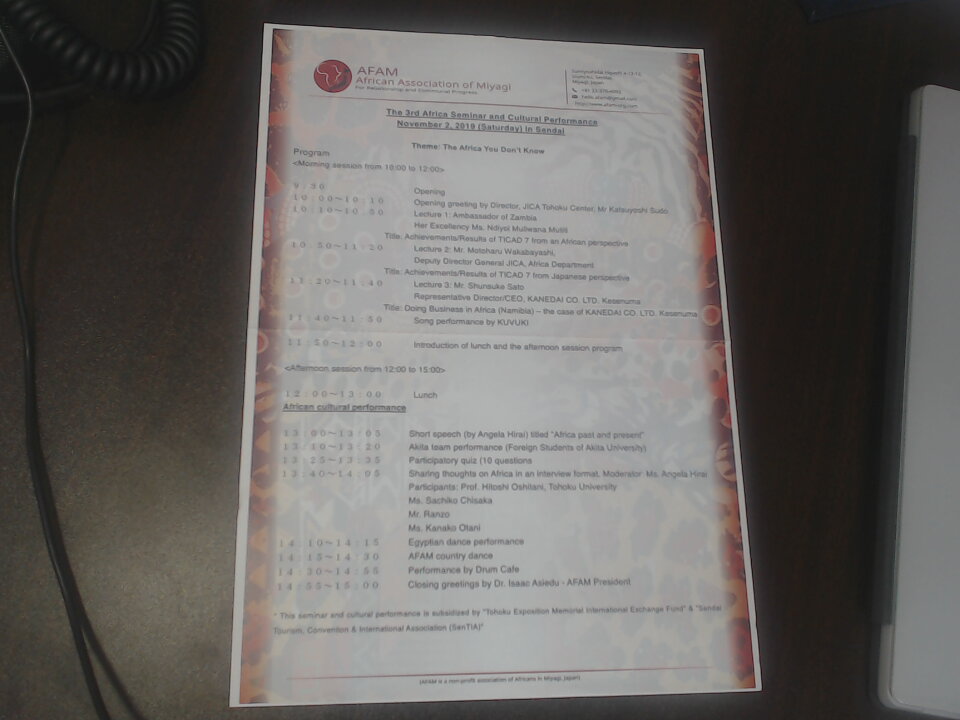 AFAM
African Association of Miyagi
For Relationship and Communal Progress
Miyagi, Japan
The 3rd Africa Seminar and Cultural Performance
November 2, 2019 (Saturday) in Sendai
Theme: The Africa You Don't Know
Program
<Morning session from 10:00 to 12:00>
9:30 Opening
10:00~10:10 Opening greeting by Director, JICA Tohoku Center, Mr Katsuyoshi Sudo
10:10~10:50 Lecture 1: Ambassador of Zambia
Her Excellency Ms. Ndiyoi Muliwana Mutiti
Title: Achievements/Results of TICAD 7 from an African perspective
10:50~11:20 Lecture 2: Mr. Motoharu Wakabayashi,
Deputy Director General JICA, Africa Department
Title: Achievements/Results of TICAD 7 from Japanese perspective
11:20~11:40 Lecture 3: Mr. Shunsuke Sato
Representative Director/CEO, KANEDAI CO. LTD. Kesenuma
Title: Doing Business in Africa (Namibia) – the case of KANEDAI CO. LTD. Kesenuma
11:40~11:50 Song performance by KUVUKI
11:50~12:00 Introduction of lunch and the afternoon session program
<Afternoon session from 12:00 to 15:00>
12:00~13:00 Lunch
African cultural performance
13:00~13:05 Short speech (by Angela Hirai) titled "Africa past and present"
13:10~13:20 Akita team performance (Foreign Students of Akita University)
13:25~13:35 Participatory quiz (10 questions
13:40~14:05 Sharing thoughts on Africa in an interview format, Moderator: Ms. Angela Hirai
Participants: Prof. Hitoshi Oshitani, Tohoku University
Ms. Sachiko Chisaka
Mr. Ranzo
Ms. Kanako Otani
14:10~14:15 Egyptian dance performance
14:15~14:30 AFAM country dance
14:30~14:55 Performance by Drum Cafe
14:55~15:00 Closing greetings by Dr. Isaac Asiedu - AFAM President
* This seminar and cultural performance is subsidized by "Tohoku Exposition Memorial International Exchange Fund" & "Sendai
Tourism, Convention & International Association (SenTIA)"
(AFAM is a non-profit association of Africans in Miyagi, Japan)